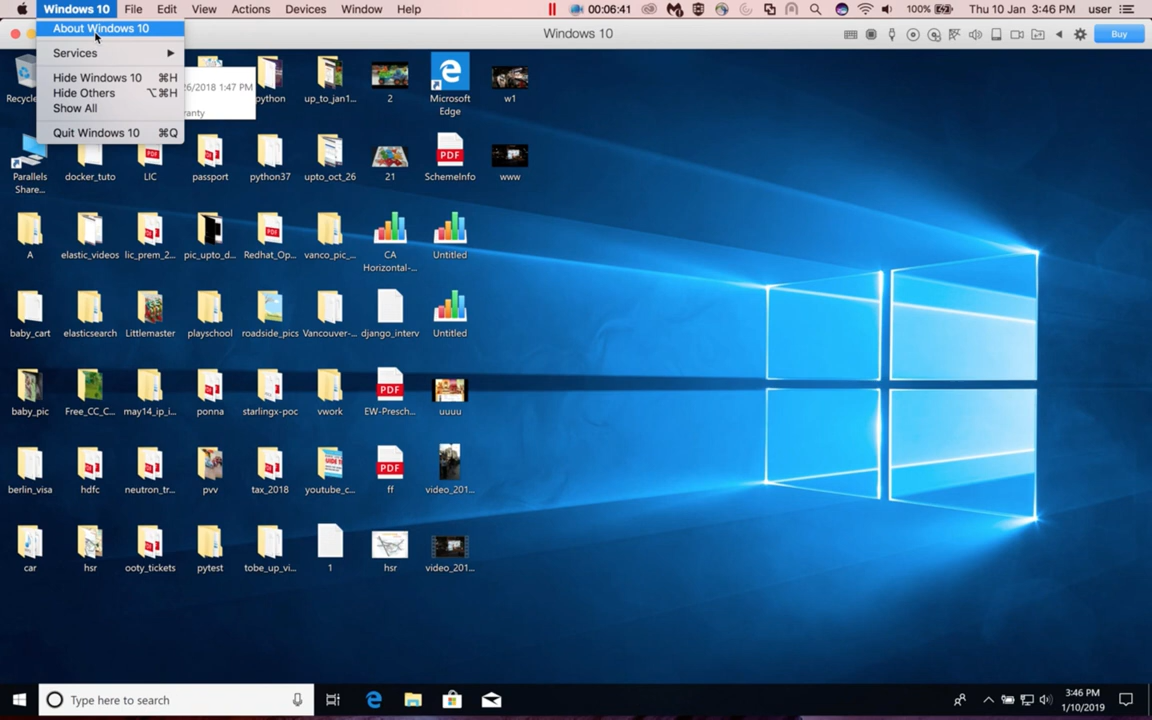 Windows 10 File Edit View Actions Devices Window Help 00:06:41 100% Thu 10 Jan 3:46 PM user
About Windows 10
Services
Hide Windows 10 ⌘H
Hide Others ⌥⌘H
Show All
Quit Windows 10 ⌘Q
Windows 10
Buy
26/2018 1:47 PM
ranty
python up_to_jan1... 2 Microsoft Edge w1
Parallels Share... docker_tuto LIC passport python37 upto_oct_26 21 SchemeInfo www
A elastic_videos lic_prem_2... pic_upto_d... Redhat_Op... vanco_pic_... CA Horizontal-... Untitled
baby_cart elasticsearch Littlemaster playschool roadside_pics Vancouver-... django_interv Untitled
baby_pic Free_CC_C... may14_ip_i... ponna starlingx-poc vwork EW-Presch... uuuu
berlin_visa hdfc neutron_tr... pvv tax_2018 youtube_c... ff video_201...
car hsr ooty_tickets pytest tobe_up_vi... 1 hsr video_201...
Type here to search
3:46 PM
1/10/2019